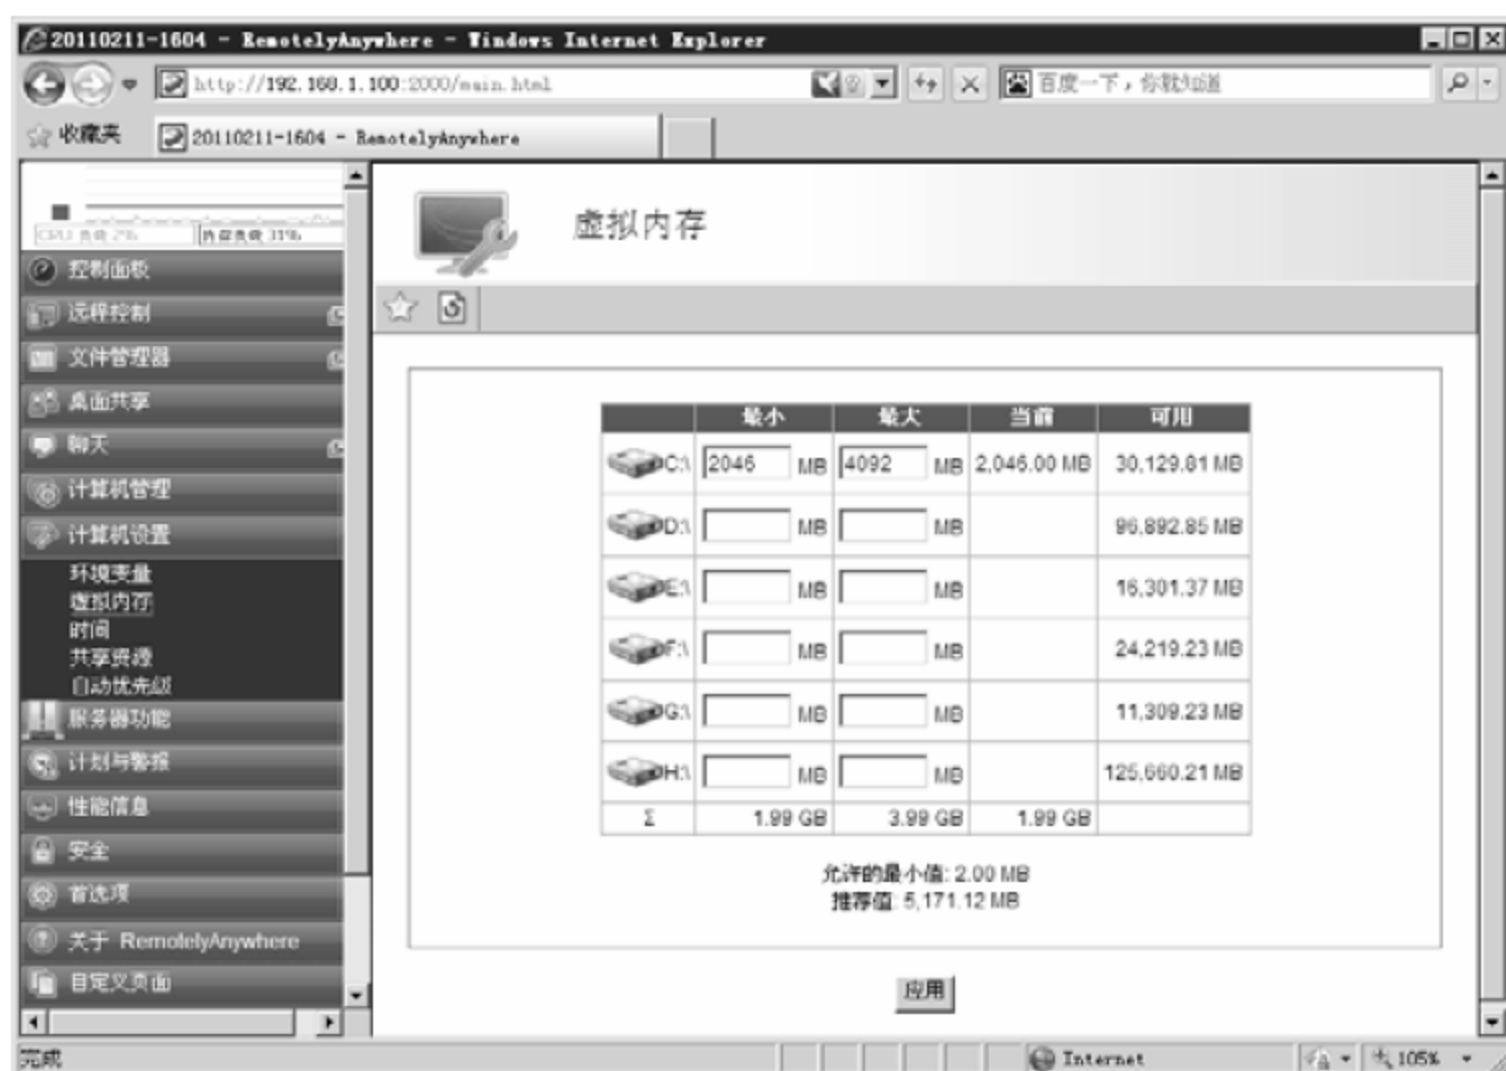 20110211-1604 - RemotelyAnywhere - Windows Internet Explorer
http://192.168.1.100:2000/main.html
百度一下，你就知道
收藏夹
20110211-1604 - RemotelyAnywhere
CPU 负载 2%
内存负载 31%
虚拟内存
控制面板
远程控制
文件管理器
桌面共享
聊天
计算机管理
计算机设置
环境变量
虚拟内存
时间
共享资源
自动优先级
服务器功能
计划与警报
性能信息
安全
首选项
关于 RemotelyAnywhere
自定义页面
最小 最大 当前 可用
C:\ 2046 MB 4092 MB 2,046.00 MB 30,129.81 MB
D:\ MB MB 96,892.85 MB
E:\ MB MB 16,301.37 MB
F:\ MB MB 24,219.23 MB
G:\ MB MB 11,309.23 MB
H:\ MB MB 125,660.21 MB
Σ 1.99 GB 3.99 GB 1.99 GB
允许的最小值: 2.00 MB
推荐值: 5,171.12 MB
应用
完成
Internet
105%